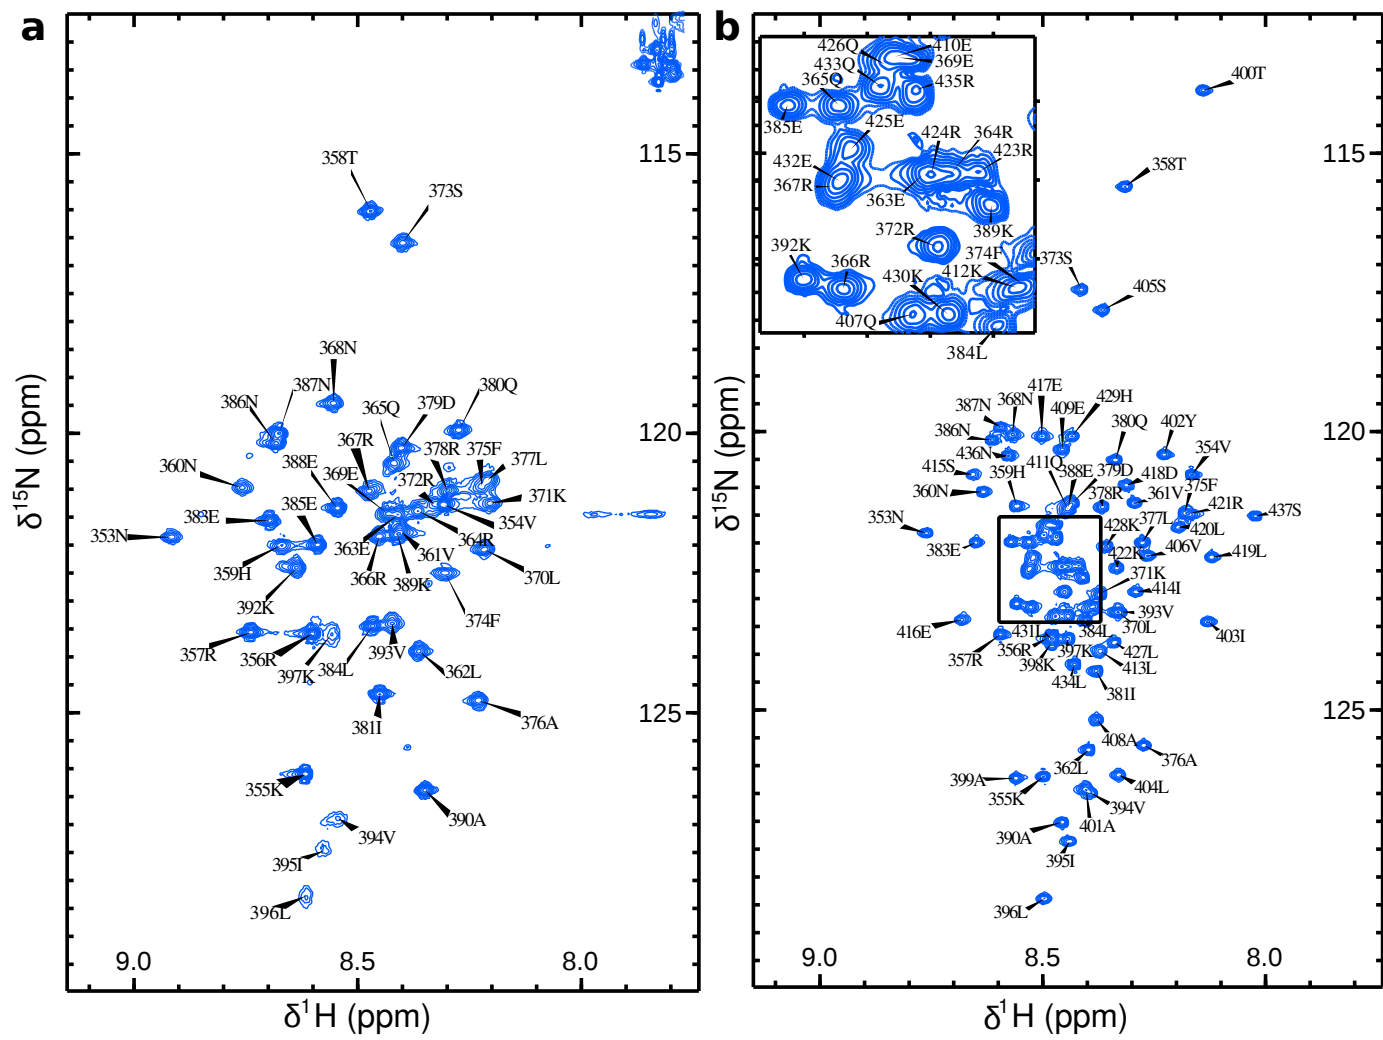 a
358T
373S
115
368N
387N
386N
380Q
379D
365Q
367R
378R
375F
377L
360N
388E
369E
372R
371K
385E
383E
353N
354V
364R
363E
361V
359H
366R
389K
370L
392K
374F
120
357R
356R
397K
384L
393V
362L
381I
376A
125
355K
390A
394V
395I
396L
9.0 8.5 8.0
δ¹H (ppm)
δ¹⁵N (ppm)
b
426Q
410E
433Q
369E
365Q
435R
385E
425E
424R
364R
423R
432E
367R
363E
389K
372R
374F
392K
366R
412K
430K
407Q
384L
400T
115
358T
373S
405S
417E
368N
387N
409E
429H
386N
380Q
402Y
436N
354V
411Q
388E
379D
418D
415S
359H
375F
378R
361V
421R
360N
437S
377L
428K
420L
353N
406V
422K
419L
383E
371K
414I
393V
370L
416E
403I
431I
384L
357R
356R
397K
427L
398K
413L
434L
381I
120
125
408A
376A
362L
399A
404L
355K
394V
401A
390A
395I
396L
9.0 8.5 8.0
δ¹H (ppm)
δ¹⁵N (ppm)